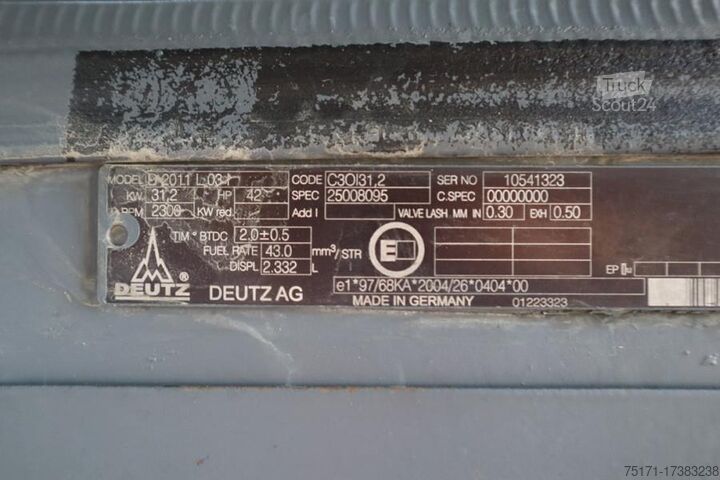 Truck
Scout24
MODEL D 2011 L 03 I CODE C3OI31,2 SER NO 10541323
KW 31,2 HP 42 SPEC 25008095 C.SPEC 00000000
RPM 2300 KW red. Add I VALVE LASH MM IN 0.30 EXH 0.50
TIM ° BTDC 2.0±0.5
FUEL RATE 43.0 mm³/STR E
DISPL 2.332 L
EP
DEUTZ DEUTZ AG e1*97/68KA*2004/26*0404*00
MADE IN GERMANY 01223323
75171-17383238